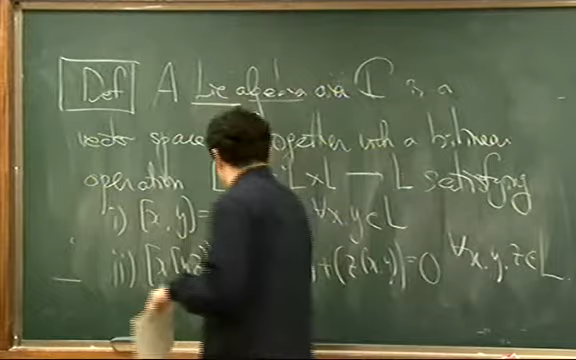 Def A Lie algebra over ℂ is a
vector space together with a bilinear
operation [ L×L — L satisfying
i) [x,y]= ∀x,y∈L
ii) [x[y,z +[z[x,y]]=0 ∀x,y,z∈L